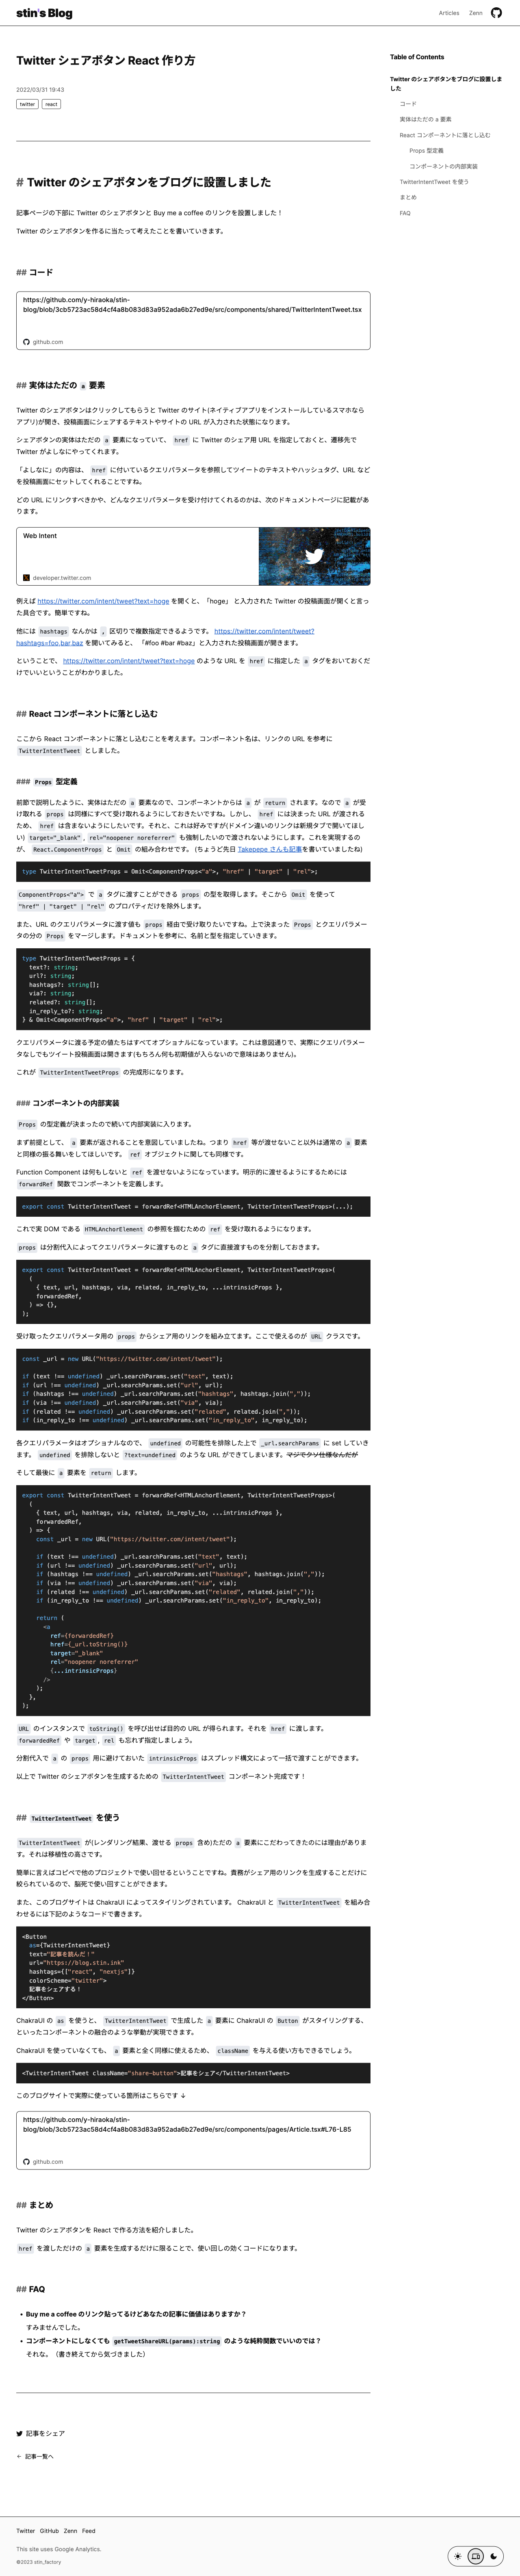 stin's Blog
Articles
Zenn
Twitter シェアボタン React 作り方
2022/03/31 19:43
twitter
react
Table of Contents
Twitter のシェアボタンをブログに設置しま
した
コード
実体はただの a 要素
React コンポーネントに落とし込む
Props 型定義
コンポーネントの内部実装
TwitterIntentTweet を使う
まとめ
FAQ
# Twitter のシェアボタンをブログに設置しました
記事ページの下部に Twitter のシェアボタンと Buy me a coffee のリンクを設置しました！
Twitter のシェアボタンを作るに当たって考えたことを書いていきます。
## コード
https://github.com/y-hiraoka/stin-
blog/blob/3cb5723ac58d4cf4a8b083d83a952ada6b27ed9e/src/components/shared/TwitterIntentTweet.tsx
github.com
## 実体はただの a 要素
Twitter のシェアボタンはクリックしてもらうと Twitter のサイト(ネイティブアプリをインストールしているスマホなら
アプリ)が開き、投稿画面にシェアするテキストやサイトの URL が入力された状態になります。
シェアボタンの実体はただの a 要素になっていて、 href に Twitter のシェア用 URL を指定しておくと、遷移先で
Twitter がよしなにやってくれます。
「よしなに」の内容は、 href に付いているクエリパラメータを参照してツイートのテキストやハッシュタグ、URL など
を投稿画面にセットしてくれることですね。
どの URL にリンクすべきかや、どんなクエリパラメータを受け付けてくれるのかは、次のドキュメントページに記載があ
ります。
Web Intent
developer.twitter.com
例えば https://twitter.com/intent/tweet?text=hoge を開くと、「hoge」 と入力された Twitter の投稿画面が開くと言っ
た具合です。簡単ですね。
他には hashtags なんかは , 区切りで複数指定できるようです。 https://twitter.com/intent/tweet?
hashtags=foo,bar,baz を開いてみると、 「#foo #bar #baz」と入力された投稿画面が開きます。
ということで、 https://twitter.com/intent/tweet?text=hoge のような URL を href に指定した a タグをおいておくだ
けでいいということがわかりました。
## React コンポーネントに落とし込む
ここから React コンポーネントに落とし込むことを考えます。コンポーネント名は、リンクの URL を参考に
TwitterIntentTweet としました。
### Props 型定義
前節で説明したように、実体はただの a 要素なので、コンポーネントからは a が return されます。なので a が受
け取れる props は同様にすべて受け取れるようにしておきたいですね。しかし、 href には決まった URL が渡されるた
め、 href は含まないようにしたいです。それと、これは好みですが(ドメイン違いのリンクは新規タブで開いてほし
い) target="_blank" , rel="noopener noreferrer" も強制したいので渡されないようにします。これを実現するの
が、 React.ComponentProps と Omit の組み合わせです。 (ちょうど先日 Takepepe さんも記事を書いていましたね)
type TwitterIntentTweetProps = Omit<ComponentProps<"a">, "href" | "target" | "rel">;
ComponentProps<"a"> で a タグに渡すことができる props の型を取得します。そこから Omit を使って
"href" | "target" | "rel" のプロパティだけを除外します。
また、URL のクエリパラメータに渡す値も props 経由で受け取りたいですね。上で決まった Props とクエリパラメー
タの分の Props をマージします。ドキュメントを参考に、名前と型を指定していきます。
type TwitterIntentTweetProps = {
text?: string;
url?: string;
hashtags?: string[];
via?: string;
related?: string[];
in_reply_to?: string;
} & Omit<ComponentProps<"a">, "href" | "target" | "rel">;
クエリパラメータに渡る予定の値たちはすべてオプショナルになっています。これは意図通りで、実際にクエリパラメー
タなしでもツイート投稿画面は開きます(もちろん何も初期値が入らないので意味はありません)。
これが TwitterIntentTweetProps の完成形になります。
### コンポーネントの内部実装
Props の型定義が決まったので続いて内部実装に入ります。
まず前提として、 a 要素が返されることを意図していましたね。つまり href 等が渡せないこと以外は通常の a 要素
と同様の振る舞いをしてほしいです。 ref オブジェクトに関しても同様です。
Function Component は何もしないと ref を渡せないようになっています。明示的に渡せるようにするためには
forwardRef 関数でコンポーネントを定義します。
export const TwitterIntentTweet = forwardRef<HTMLAnchorElement, TwitterIntentTweetProps>(...);
これで実 DOM である HTMLAnchorElement の参照を掴むための ref を受け取れるようになります。
props は分割代入によってクエリパラメータに渡すものと a タグに直接渡すものを分割しておきます。
export const TwitterIntentTweet = forwardRef<HTMLAnchorElement, TwitterIntentTweetProps>(
(
{ text, url, hashtags, via, related, in_reply_to, ...intrinsicProps },
forwardedRef,
) => {},
);
受け取ったクエリパラメータ用の props からシェア用のリンクを組み立てます。ここで使えるのが URL クラスです。
const _url = new URL("https://twitter.com/intent/tweet");
if (text !== undefined) _url.searchParams.set("text", text);
if (url !== undefined) _url.searchParams.set("url", url);
if (hashtags !== undefined) _url.searchParams.set("hashtags", hashtags.join(","));
if (via !== undefined) _url.searchParams.set("via", via);
if (related !== undefined) _url.searchParams.set("related", related.join(","));
if (in_reply_to !== undefined) _url.searchParams.set("in_reply_to", in_reply_to);
各クエリパラメータはオプショナルなので、 undefined の可能性を排除した上で _url.searchParams に set していき
ます。 undefined を排除しないと ?text=undefined のような URL ができてしまいます。マジでクソ仕様なんだが
そして最後に a 要素を return します。
export const TwitterIntentTweet = forwardRef<HTMLAnchorElement, TwitterIntentTweetProps>(
(
{ text, url, hashtags, via, related, in_reply_to, ...intrinsicProps },
forwardedRef,
) => {
const _url = new URL("https://twitter.com/intent/tweet");
if (text !== undefined) _url.searchParams.set("text", text);
if (url !== undefined) _url.searchParams.set("url", url);
if (hashtags !== undefined) _url.searchParams.set("hashtags", hashtags.join(","));
if (via !== undefined) _url.searchParams.set("via", via);
if (related !== undefined) _url.searchParams.set("related", related.join(","));
if (in_reply_to !== undefined) _url.searchParams.set("in_reply_to", in_reply_to);
return (
<a
ref={forwardedRef}
href={_url.toString()}
target="_blank"
rel="noopener noreferrer"
{...intrinsicProps}
/>
);
},
);
URL のインスタンスで toString() を呼び出せば目的の URL が得られます。それを href に渡します。
forwardedRef や target , rel も忘れず指定しましょう。
分割代入で a の props 用に避けておいた intrinsicProps はスプレッド構文によって一括で渡すことができます。
以上で Twitter のシェアボタンを生成するための TwitterIntentTweet コンポーネント完成です！
## TwitterIntentTweet を使う
TwitterIntentTweet が(レンダリング結果、渡せる props 含め)ただの a 要素にこだわってきたのには理由がありま
す。それは移植性の高さです。
簡単に言えばコピペで他のプロジェクトで使い回せるということですね。責務がシェア用のリンクを生成することだけに
絞られているので、脳死で使い回すことができます。
また、このブログサイトは ChakraUI によってスタイリングされています。 ChakraUI と TwitterIntentTweet を組み合
わせるには下記のようなコードで書きます。
<Button
as={TwitterIntentTweet}
text="記事を読んだ！"
url="https://blog.stin.ink"
hashtags={["react", "nextjs"]}
colorScheme="twitter">
記事をシェアする！
</Button>
ChakraUI の as を使うと、 TwitterIntentTweet で生成した a 要素に ChakraUI の Button がスタイリングする、
といったコンポーネントの融合のような挙動が実現できます。
ChakraUI を使っていなくても、 a 要素と全く同様に使えるため、 className を与える使い方もできるでしょう。
<TwitterIntentTweet className="share-button">記事をシェア</TwitterIntentTweet>
このブログサイトで実際に使っている箇所はこちらです ↓
https://github.com/y-hiraoka/stin-
blog/blob/3cb5723ac58d4cf4a8b083d83a952ada6b27ed9e/src/components/pages/Article.tsx#L76-L85
github.com
## まとめ
Twitter のシェアボタンを React で作る方法を紹介しました。
href を渡しただけの a 要素を生成するだけに限ることで、使い回しの効くコードになります。
## FAQ
• Buy me a coffee のリンク貼ってるけどあなたの記事に価値はありますか？
すみませんでした。
• コンポーネントにしなくても getTweetShareURL(params):string のような純粋関数でいいのでは？
それな。（書き終えてから気づきました）
記事をシェア
← 記事一覧へ
Twitter GitHub Zenn Feed
This site uses Google Analytics.
©2023 stin_factory